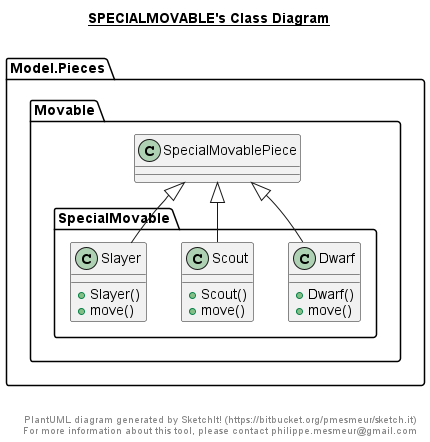 SPECIALMOVABLE's Class Diagram
Model.Pieces
Movable
C SpecialMovablePiece
SpecialMovable
C Slayer
C Scout
C Dwarf
Slayer()
move()
Scout()
move()
Dwarf()
move()
PlantUML diagram generated by SketchIt! (https://bitbucket.org/pmesmeur/sketch.it)
For more information about this tool, please contact philippe.mesmeur@gmail.com